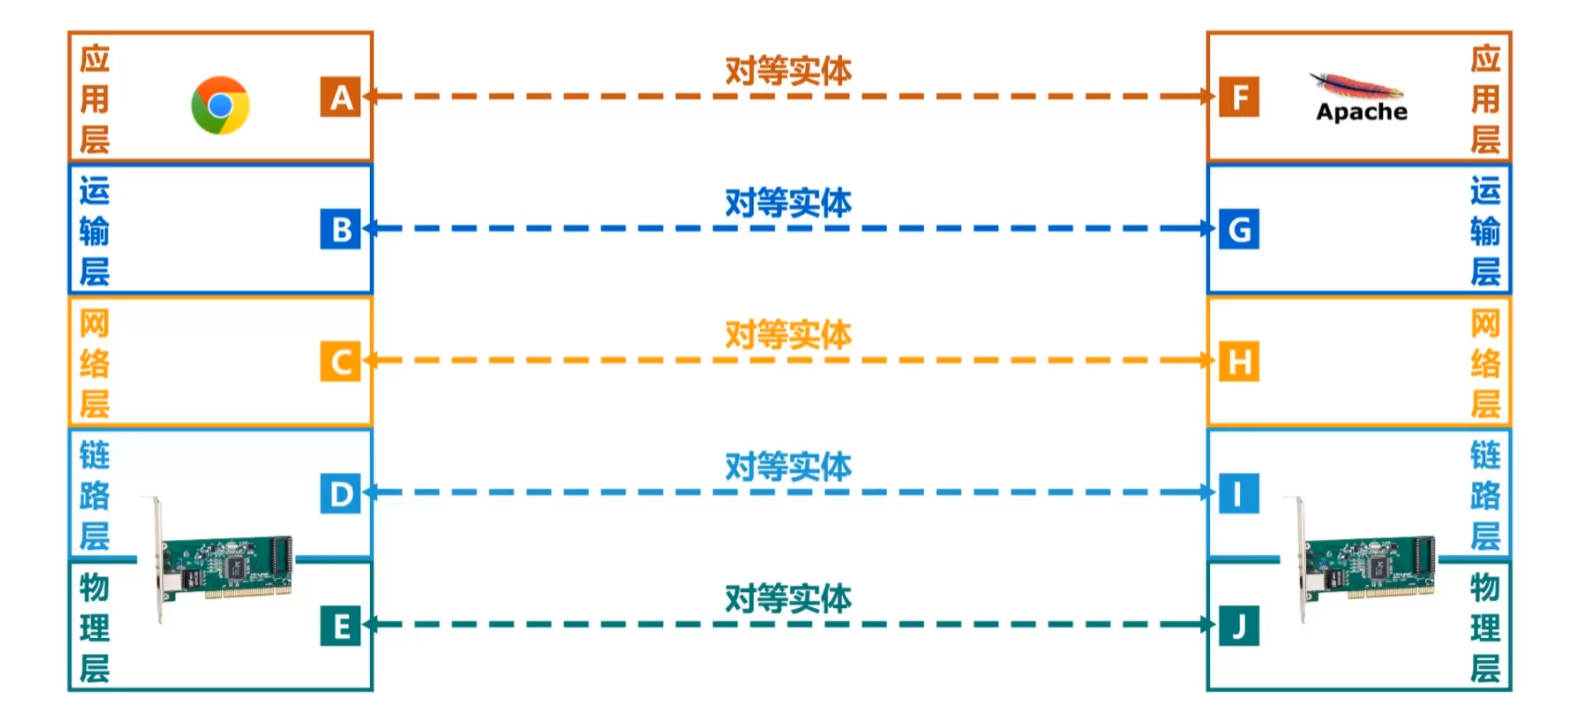 应用层
A
对等实体
F
Apache
应用层
运输层
B
对等实体
G
运输层
网络层
C
对等实体
H
网络层
链路层
D
对等实体
I
链路层
物理层
E
对等实体
J
物理层